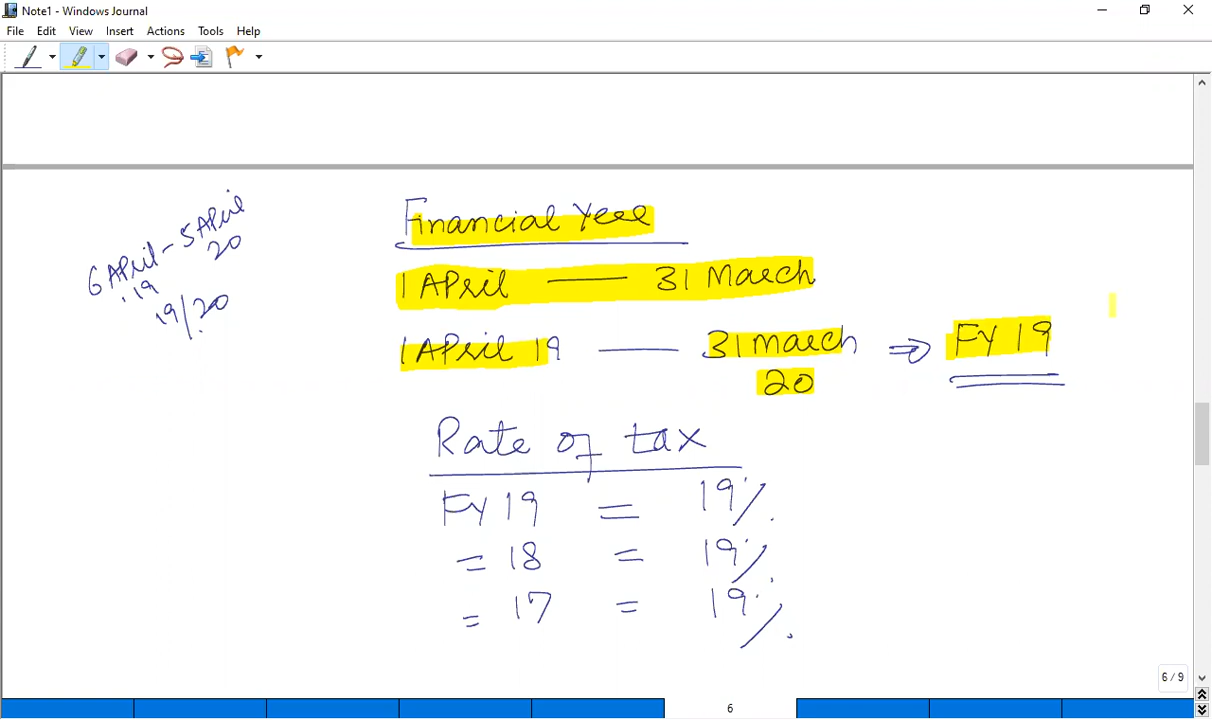 Note1 - Windows Journal
File Edit View Insert Actions Tools Help
6 April - 5 April
'19 20
19/20
Financial Year
1 April — 31 March
1 April 19 — 31 March ⇒ FY 19
20
Rate of tax
FY 19 = 19%
= 18 = 19%
= 17 = 19%
6 / 9
6